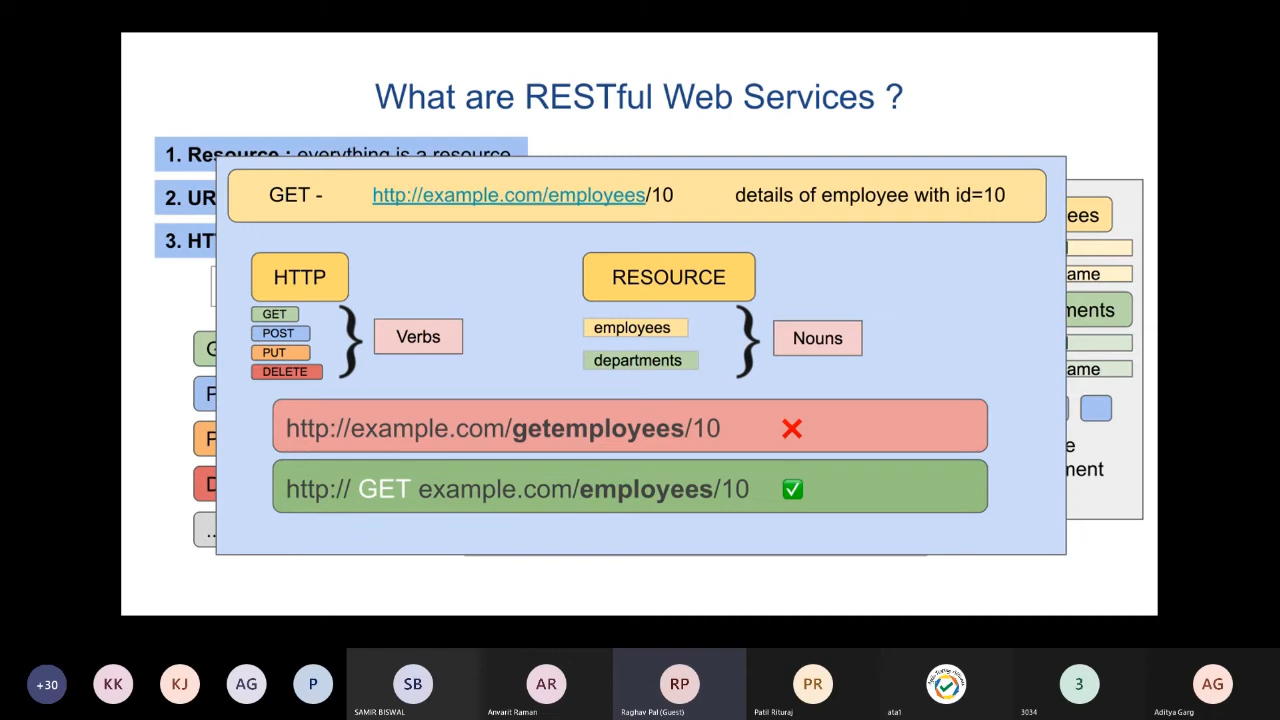 What are RESTful Web Services ?
1. Resource : everything is a resource
2. UR
3. HT
GET - http://example.com/employees/10 details of employee with id=10
HTTP
GET
POST
PUT
DELETE
Verbs
RESOURCE
employees
departments
Nouns
http://example.com/getemployees/10 ❌
http:// GET example.com/employees/10 ✅
ees
ame
ments
ame
e
ment
G
P
P
D
..
+30
KK
KJ
AG
P
SB
SAMIR BISWAL
AR
Anvarit Raman
RP
Raghav Pal (Guest)
PR
Patil Rituraj
ata1
3
3034
AG
Aditya Garg